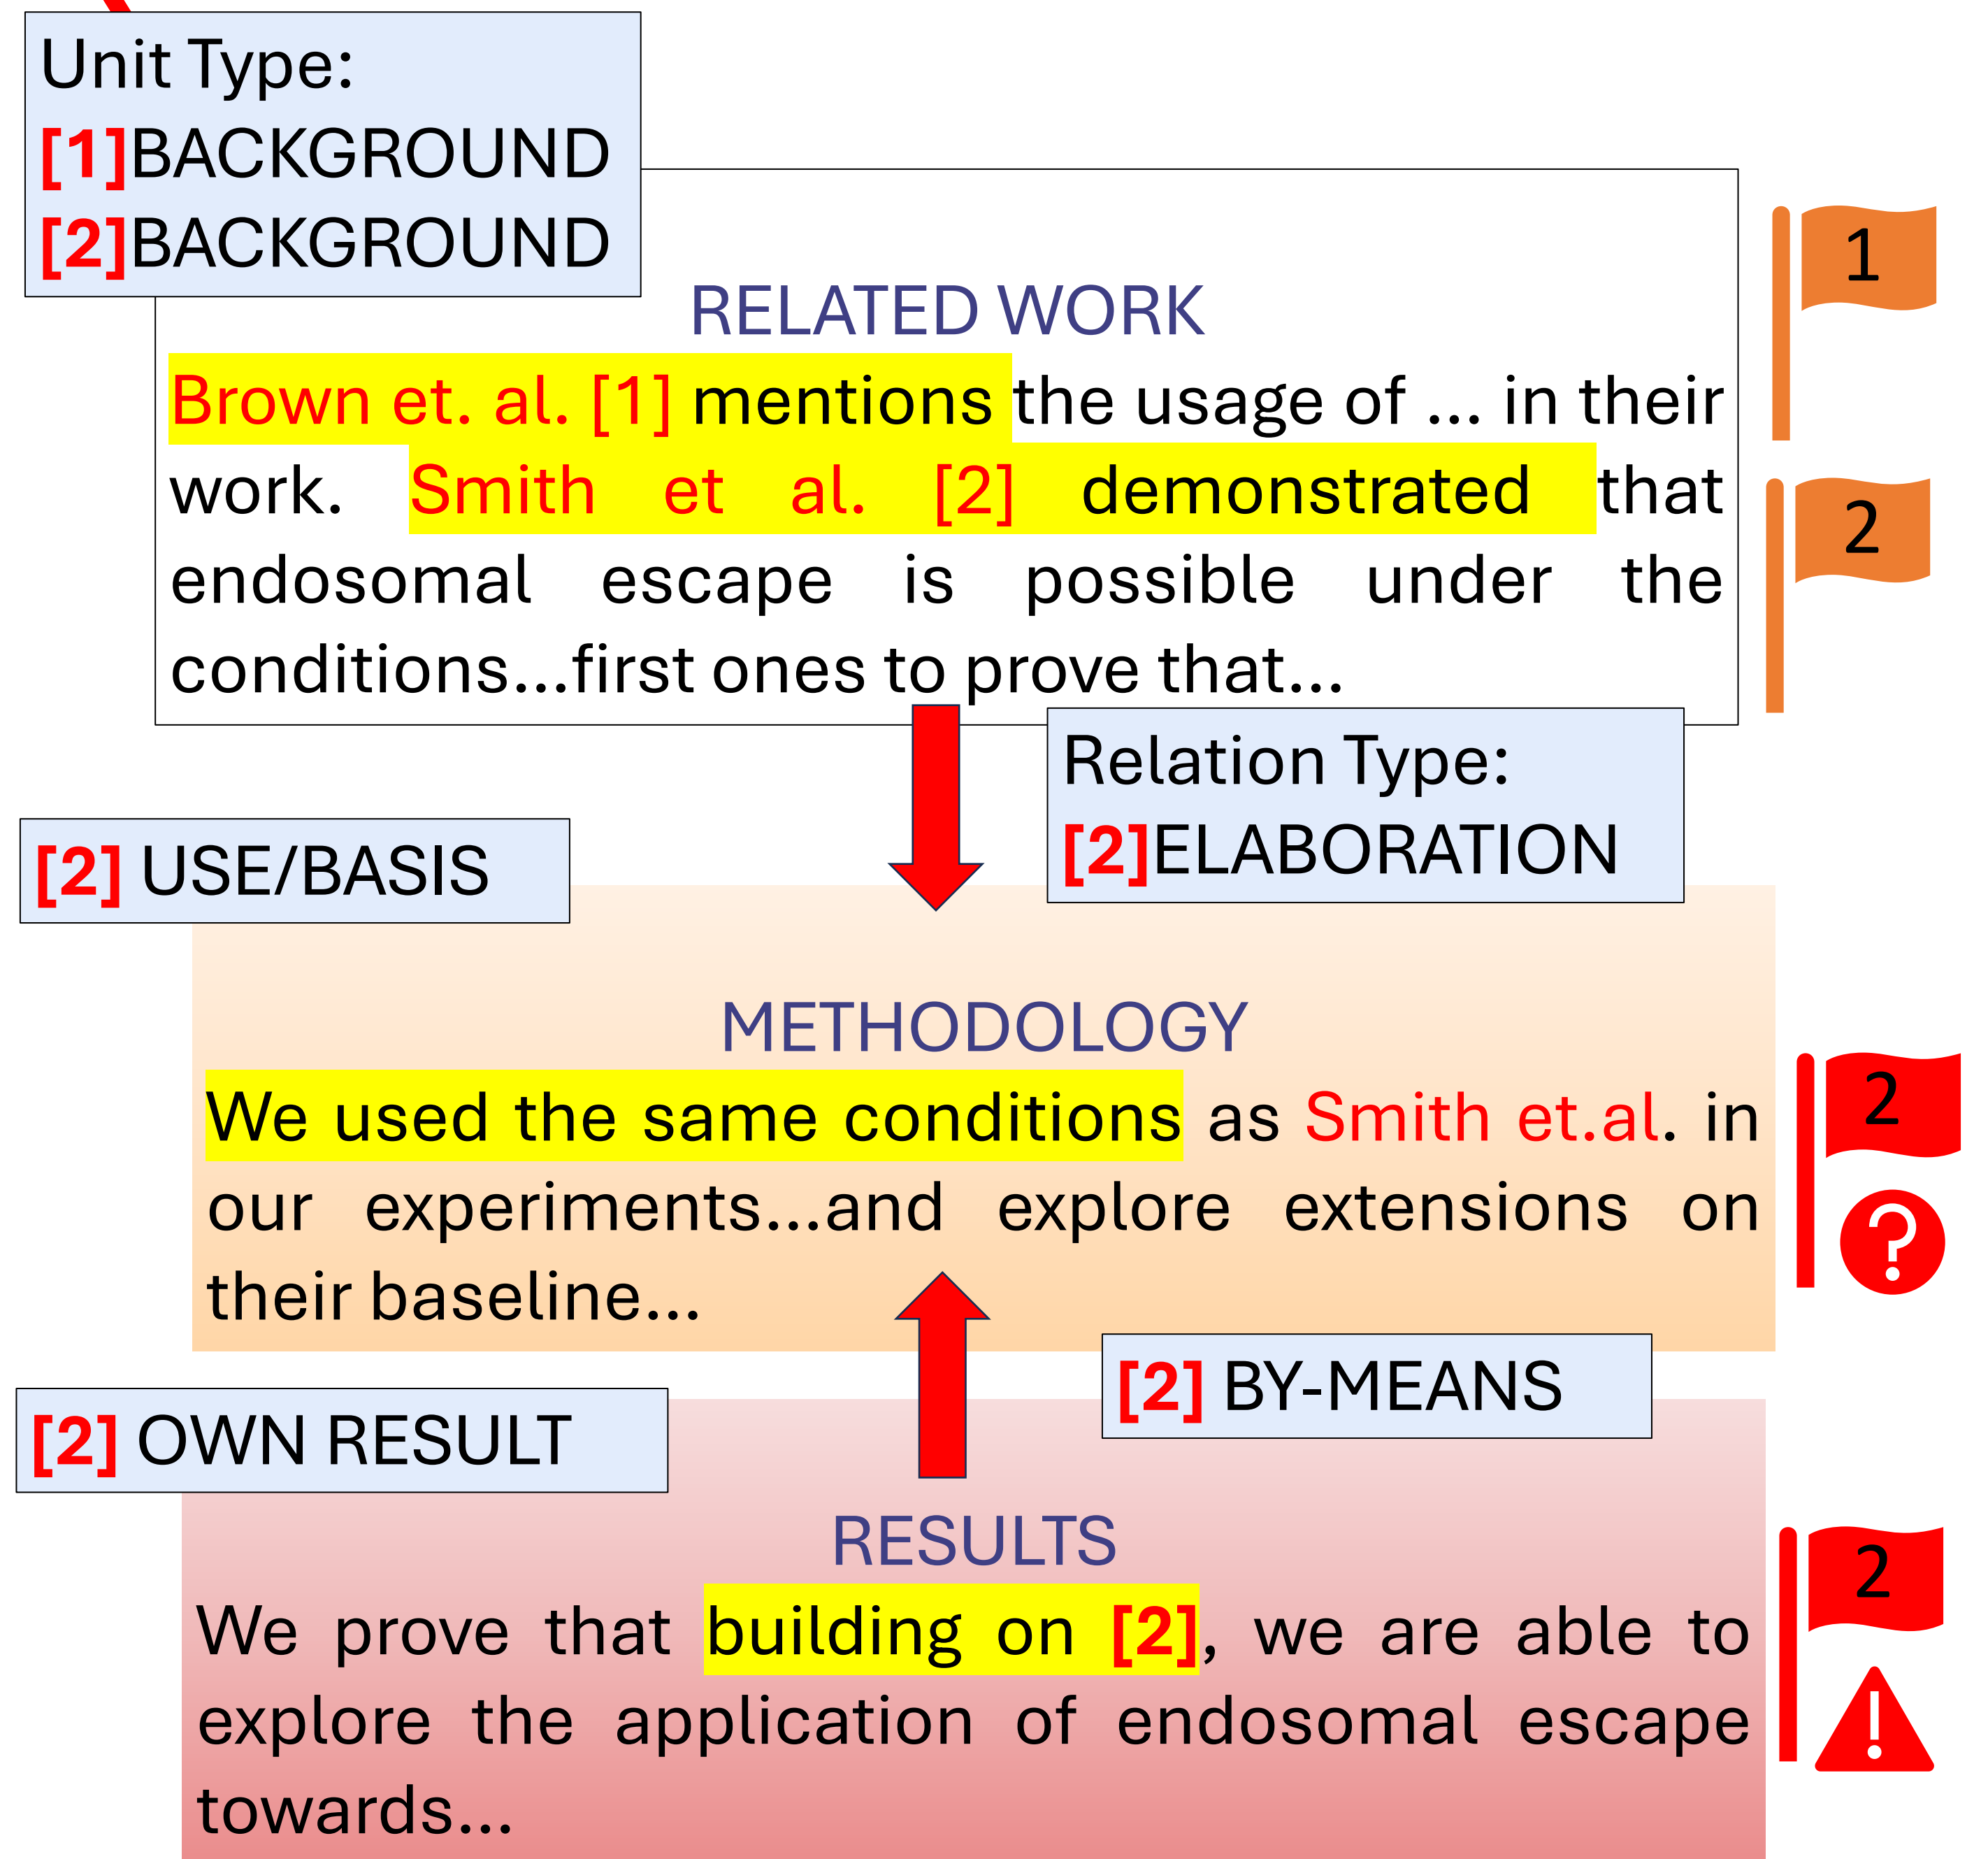 Unit Type:
[1]BACKGROUND
[2]BACKGROUND
RELATED WORK
Brown et. al. [1] mentions the usage of ... in their
work. Smith et al. [2] demonstrated that
endosomal escape is possible under the
conditions...first ones to prove that...
1
2
Relation Type:
[2]ELABORATION
[2] USE/BASIS
METHODOLOGY
We used the same conditions as Smith et.al. in
our experiments...and explore extensions on
their baseline...
2
?
[2] BY-MEANS
[2] OWN RESULT
RESULTS
We prove that building on [2], we are able to
explore the application of endosomal escape
towards...
2
!